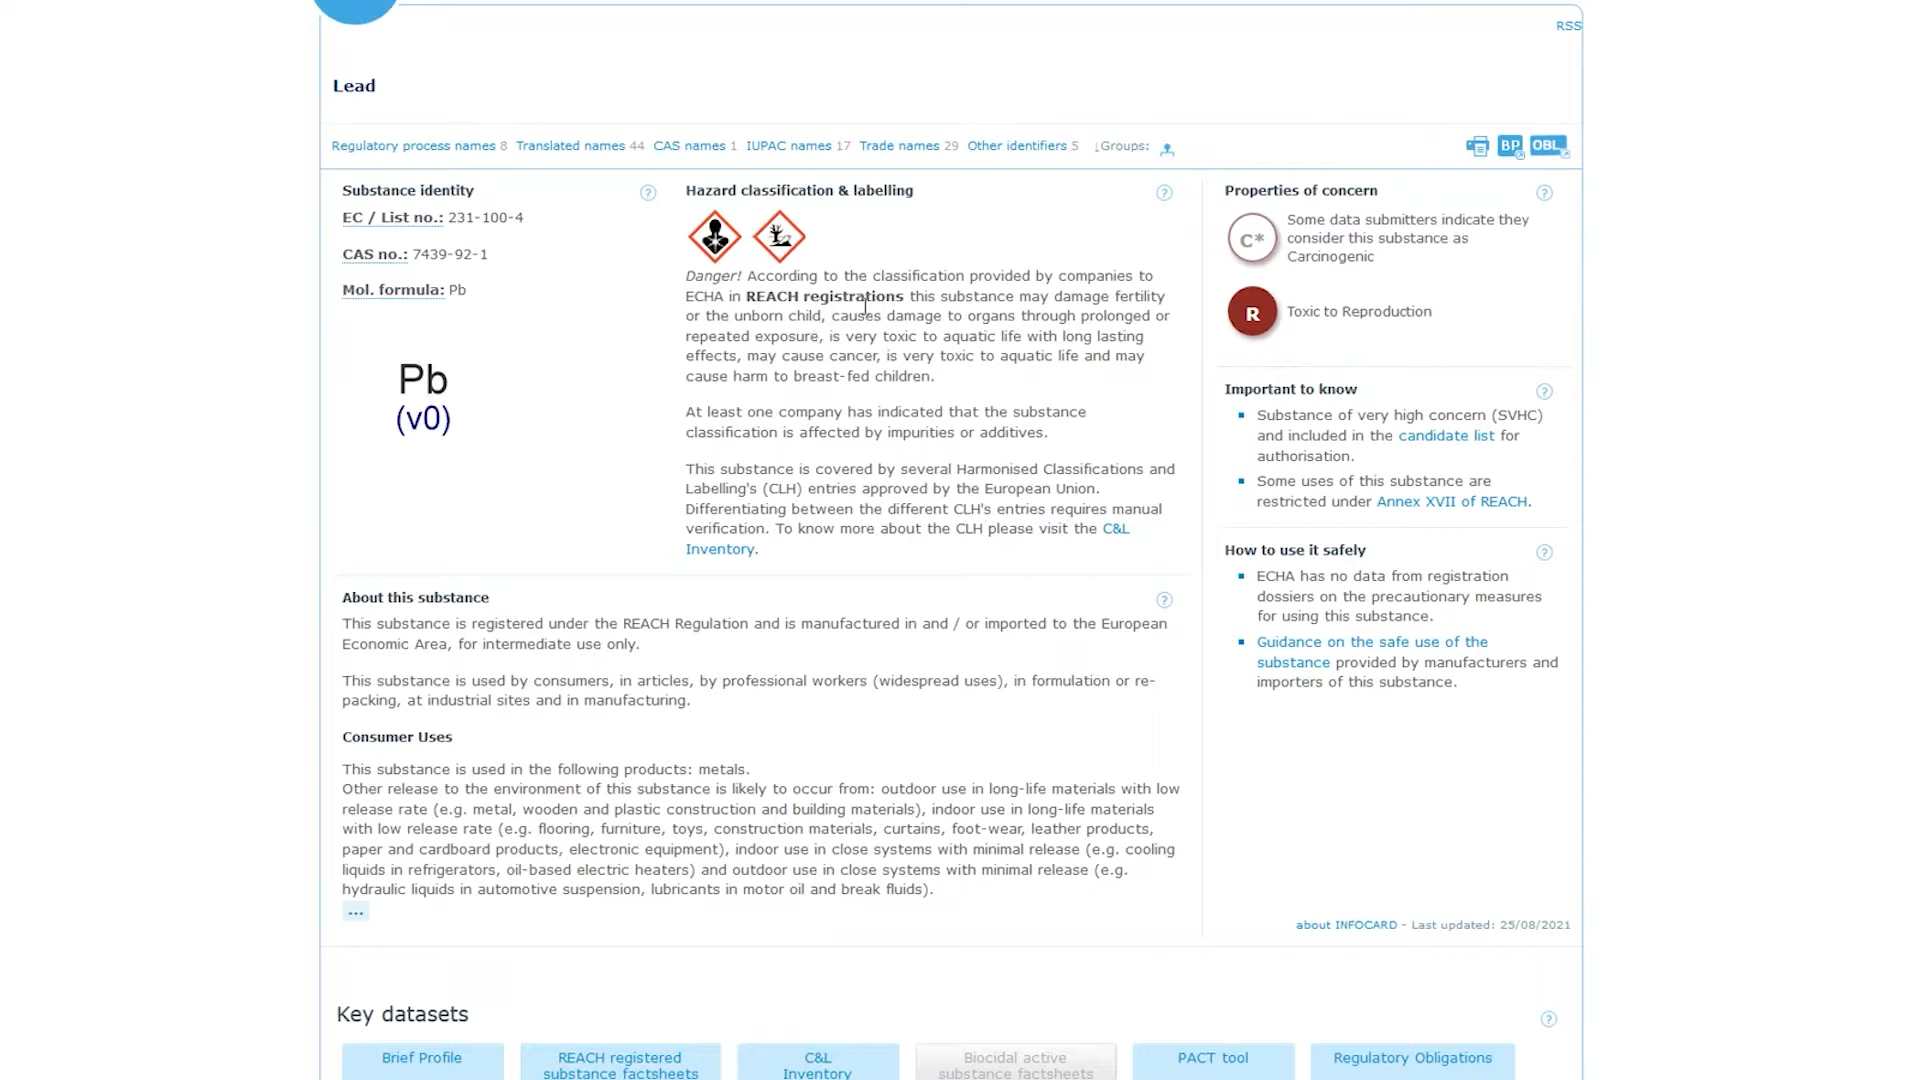 RSS
Lead
Regulatory process names 8 Translated names 44 CAS names 1 IUPAC names 17 Trade names 29 Other identifiers 5 ↓Groups:
BP
OBL
Substance identity
EC / List no.: 231-100-4
CAS no.: 7439-92-1
Mol. formula: Pb
Pb
(v0)
Hazard classification & labelling
Danger! According to the classification provided by companies to
ECHA in REACH registrations this substance may damage fertility
or the unborn child, causes damage to organs through prolonged or
repeated exposure, is very toxic to aquatic life with long lasting
effects, may cause cancer, is very toxic to aquatic life and may
cause harm to breast-fed children.
At least one company has indicated that the substance
classification is affected by impurities or additives.
This substance is covered by several Harmonised Classifications and
Labelling's (CLH) entries approved by the European Union.
Differentiating between the different CLH's entries requires manual
verification. To know more about the CLH please visit the C&L
Inventory.
Properties of concern
C*
Some data submitters indicate they
consider this substance as
Carcinogenic
R
Toxic to Reproduction
Important to know
Substance of very high concern (SVHC)
and included in the candidate list for
authorisation.
Some uses of this substance are
restricted under Annex XVII of REACH.
How to use it safely
ECHA has no data from registration
dossiers on the precautionary measures
for using this substance.
Guidance on the safe use of the
substance provided by manufacturers and
importers of this substance.
About this substance
This substance is registered under the REACH Regulation and is manufactured in and / or imported to the European
Economic Area, for intermediate use only.
This substance is used by consumers, in articles, by professional workers (widespread uses), in formulation or re-
packing, at industrial sites and in manufacturing.
Consumer Uses
This substance is used in the following products: metals.
Other release to the environment of this substance is likely to occur from: outdoor use in long-life materials with low
release rate (e.g. metal, wooden and plastic construction and building materials), indoor use in long-life materials
with low release rate (e.g. flooring, furniture, toys, construction materials, curtains, foot-wear, leather products,
paper and cardboard products, electronic equipment), indoor use in close systems with minimal release (e.g. cooling
liquids in refrigerators, oil-based electric heaters) and outdoor use in close systems with minimal release (e.g.
hydraulic liquids in automotive suspension, lubricants in motor oil and break fluids).
...
about INFOCARD - Last updated: 25/08/2021
Key datasets
Brief Profile
REACH registered
substance factsheets
C&L
Inventory
Biocidal active
substance factsheets
PACT tool
Regulatory Obligations